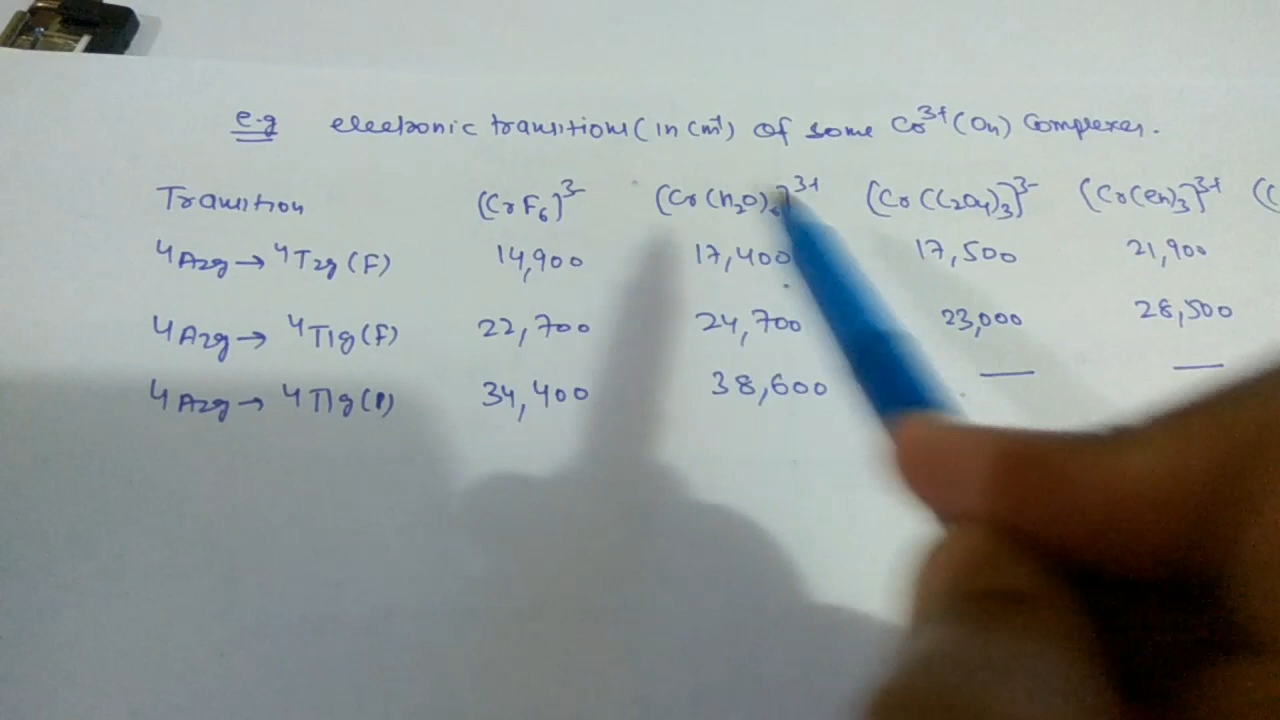 e.g electronic transitions (in cm⁻¹) of some Cr³⁺(Oh) Complexes.
Transition (CrF₆]³⁻ (Cr(H₂O)₆]³⁺ (Cr(C₂O₄)₃]³⁻ (Cr(en)₃]³⁺ (
⁴A₂g → ⁴T₂g(F) 14,900 17,400 17,500 21,900
⁴A₂g → ⁴T₁g(F) 22,700 24,700 23,000 28,500
⁴A₂g → ⁴T₁g(P) 34,400 38,600 — —